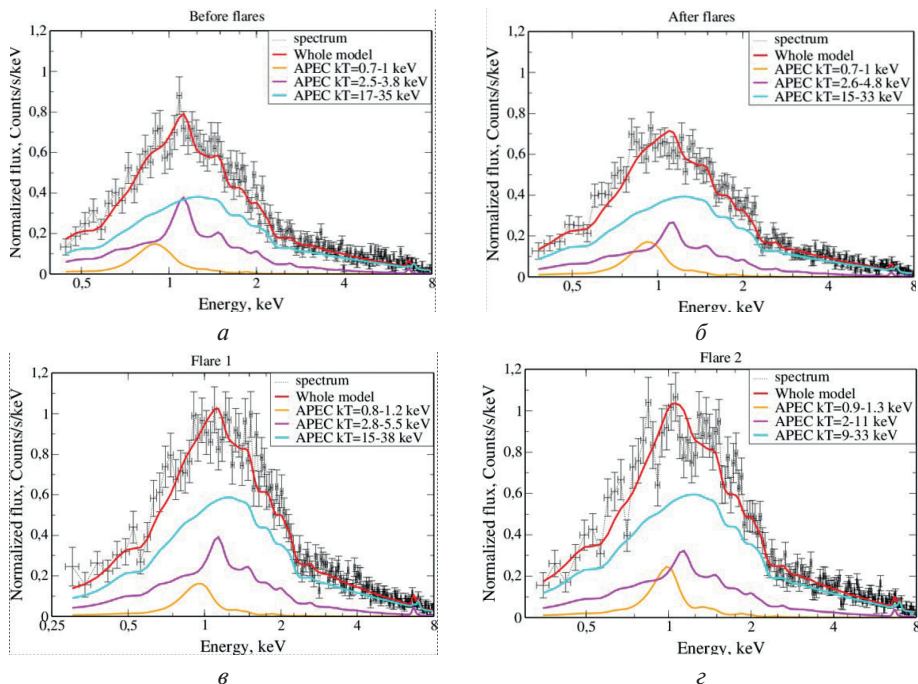 Before flares
Normalized flux, Counts/s/keV
1,2
1
0,8
0.6
0,4
0.2
0
spectrum
Whole model
APEC kT=0.7-1 keV
APEC kT=2.5-3.8 keV
APEC kT=17-35 keV
0,5 1 2 4 8
Energy, keV
а
After flares
Normalized flux, Counts/s/keV
1,2
1
0,8
0.6
0,4
0.2
0
spectrum
Whole model
APEC kT=0.7-1 keV
APEC kT=2.6-4.8 keV
APEC kT=15-33 keV
0,5 1 2 4 8
Energy, keV
б
Flare 1
Normalized flux, Counts/s/keV
1,2
1
0,8
0,6
0,4
0,2
0
spectrum
Whole model
APEC kT=0.8-1.2 keV
APEC kT=2.8-5.5 keV
APEC kT=15-38 keV
0,25 0,5 1 2 4 8
Energy, keV
в
Flare 2
Normalized flux, Counts/s/keV
1,2
1
0,8
0,6
0,4
0,2
0
spectrum
Whole model
APEC kT=0.9-1.3 keV
APEC kT=2-11 keV
APEC kT=9-33 keV
0,5 1 2 4 8
Energy, keV
г